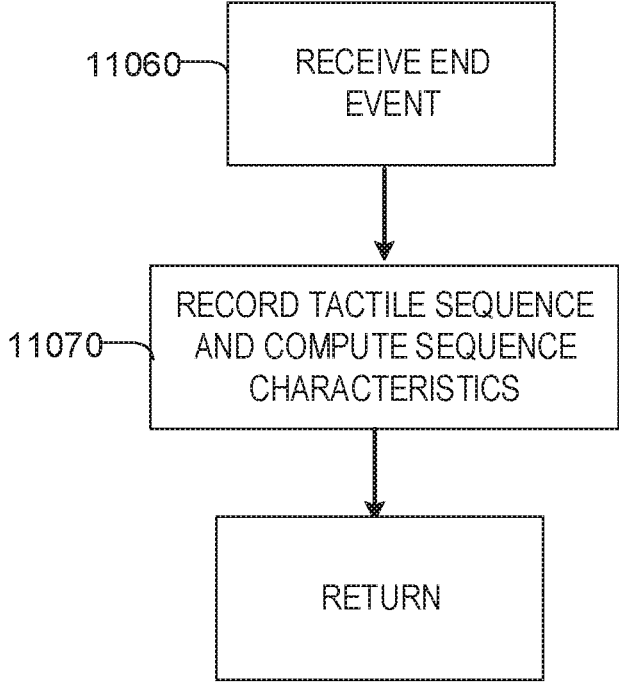 11060
RECEIVE END
EVENT
11070
RECORD TACTILE SEQUENCE
AND COMPUTE SEQUENCE
CHARACTERISTICS
RETURN